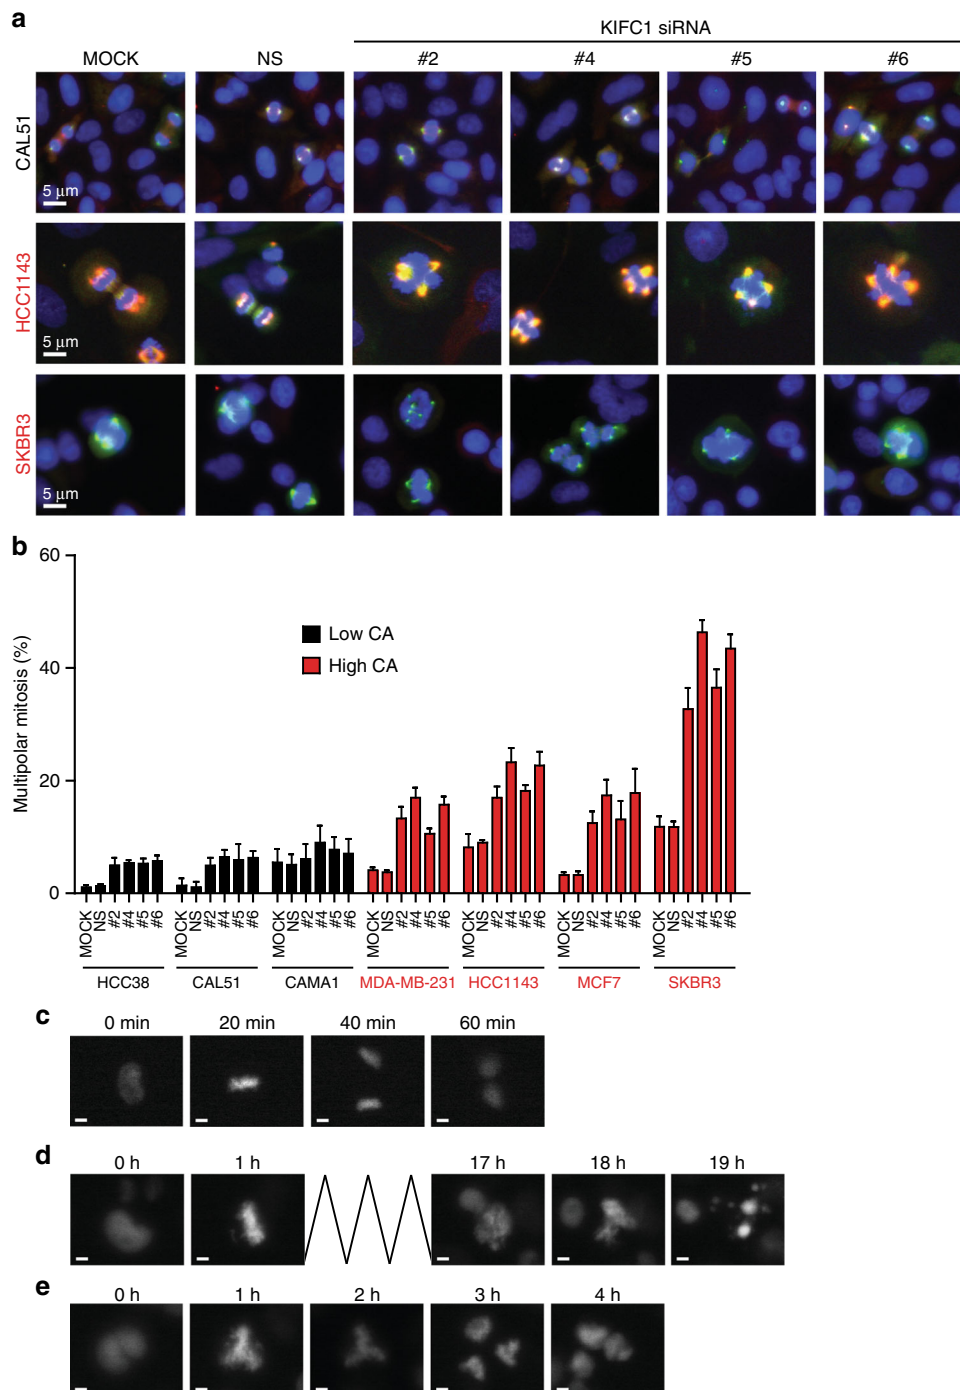 a
KIFC1 siRNA
MOCK NS #2 #4 #5 #6
CAL51
5 µm
HCC1143
5 µm
SKBR3
5 µm
b
Multipolar mitosis (%)
60
40
20
0
Low CA
High CA
MOCK NS #2 #4 #5 #6 MOCK NS #2 #4 #5 #6 MOCK NS #2 #4 #5 #6 MOCK NS #2 #4 #5 #6 MOCK NS #2 #4 #5 #6 MOCK NS #2 #4 #5 #6 MOCK NS #2 #4 #5 #6
HCC38 CAL51 CAMA1 MDA-MB-231 HCC1143 MCF7 SKBR3
c
0 min 20 min 40 min 60 min
d
0 h 1 h 17 h 18 h 19 h
e
0 h 1 h 2 h 3 h 4 h